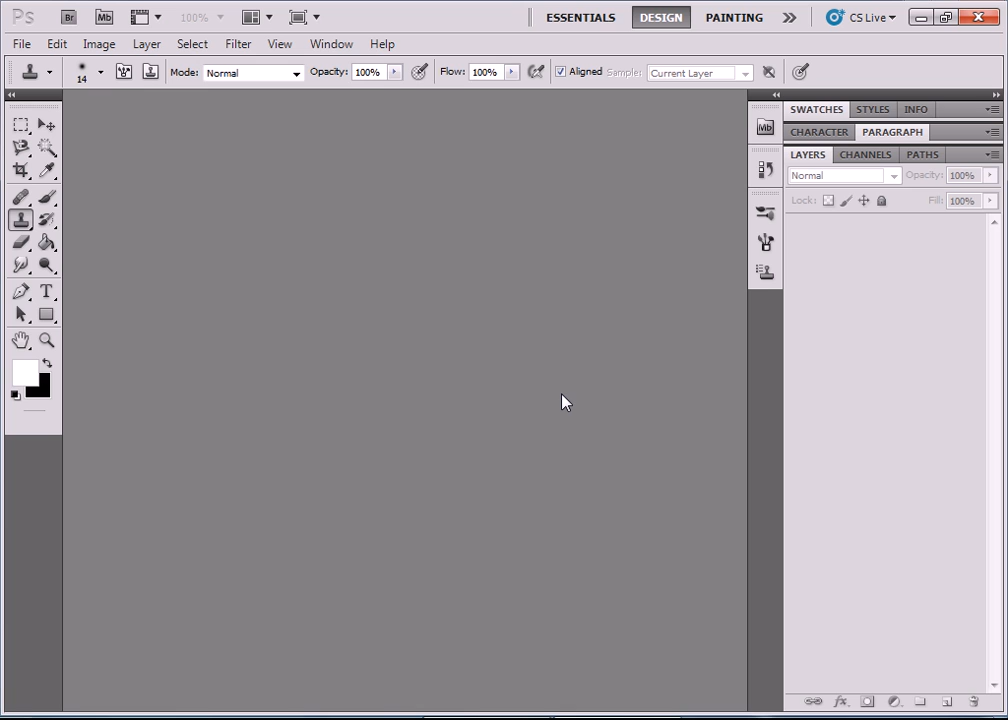 Ps Br Mb 100% ESSENTIALS DESIGN PAINTING CS Live
File Edit Image Layer Select Filter View Window Help
14 Mode: Normal Opacity: 100% Flow: 100% Aligned Sample: Current Layer
SWATCHES STYLES INFO
Mb CHARACTER PARAGRAPH
LAYERS CHANNELS PATHS
Normal Opacity: 100%
Lock: Fill: 100%
T
fx